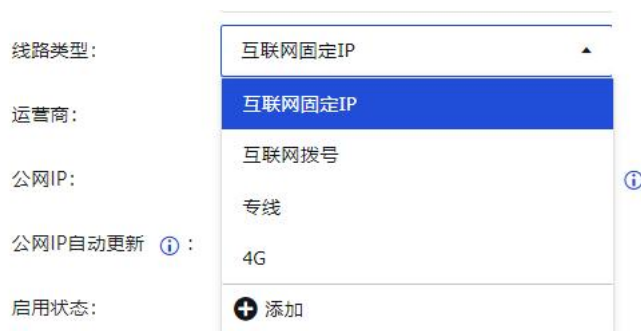 线路类型： 互联网固定IP
运营商： 互联网固定IP
互联网拨号
公网IP：
专线
公网IP自动更新 ：
4G
启用状态： 添加